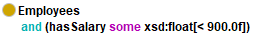 Employees
and (hasSalary some xsd:float[< 900.0f])